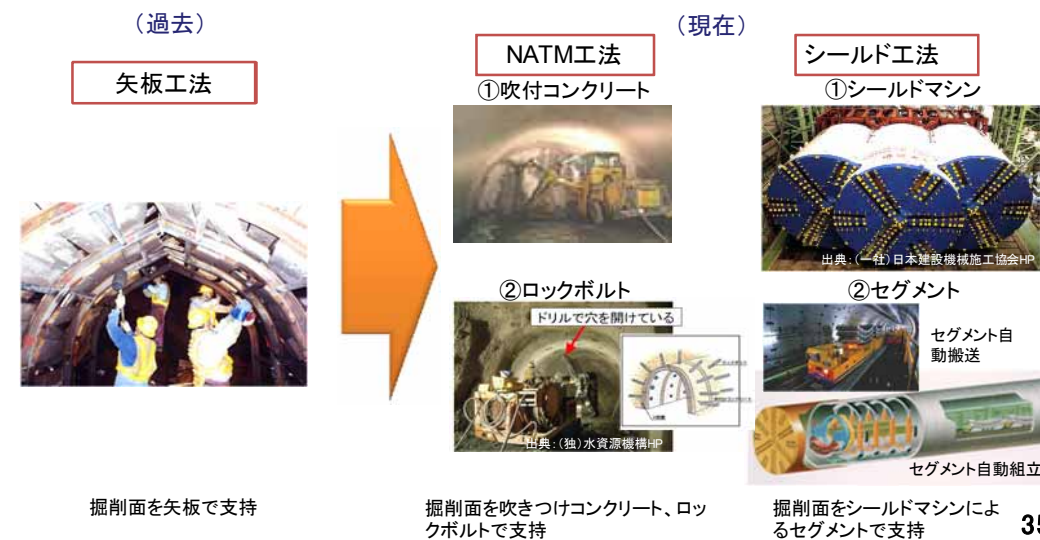 （過去）
（現在）
矢板工法
NATM工法
シールド工法
①吹付コンクリート
①シールドマシン
出典：（一社）日本建設機械施工協会HP
②ロックボルト
②セグメント
ドリルで穴を開けている
セグメント自
動搬送
出典：（独）水資源機構HP
セグメント自動組立
掘削面を矢板で支持
掘削面を吹きつけコンクリート、ロッ
クボルトで支持
掘削面をシールドマシンによ
るセグメントで支持
35